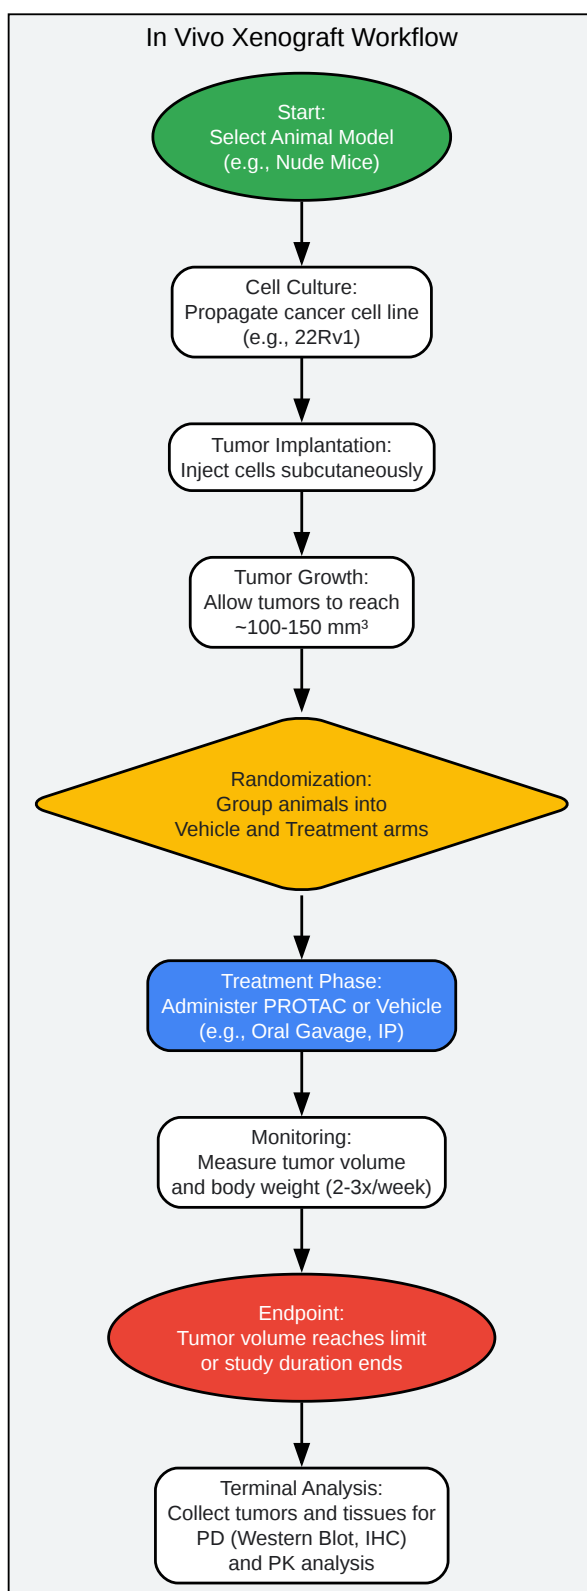 In Vivo Xenograft Workflow
Start:
Select Animal Model
(e.g., Nude Mice)
Cell Culture:
Propagate cancer cell line
(e.g., 22Rv1)
Tumor Implantation:
Inject cells subcutaneously
Tumor Growth:
Allow tumors to reach
~100-150 mm³
Randomization:
Group animals into
Vehicle and Treatment arms
Treatment Phase:
Administer PROTAC or Vehicle
(e.g., Oral Gavage, IP)
Monitoring:
Measure tumor volume
and body weight (2-3x/week)
Endpoint:
Tumor volume reaches limit
or study duration ends
Terminal Analysis:
Collect tumors and tissues for
PD (Western Blot, IHC)
and PK analysis